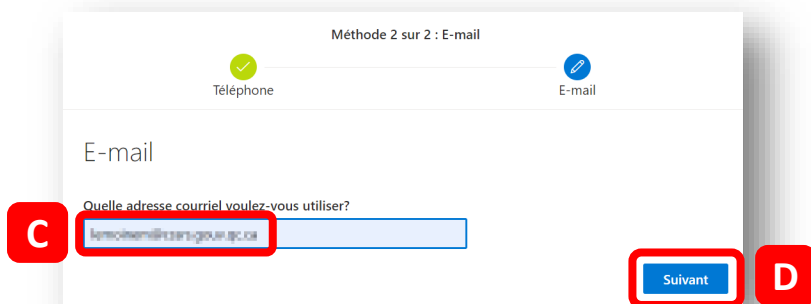 Méthode 2 sur 2 : E-mail
Téléphone
E-mail
E-mail
Quelle adresse courriel voulez-vous utiliser?
C
Suivant
D